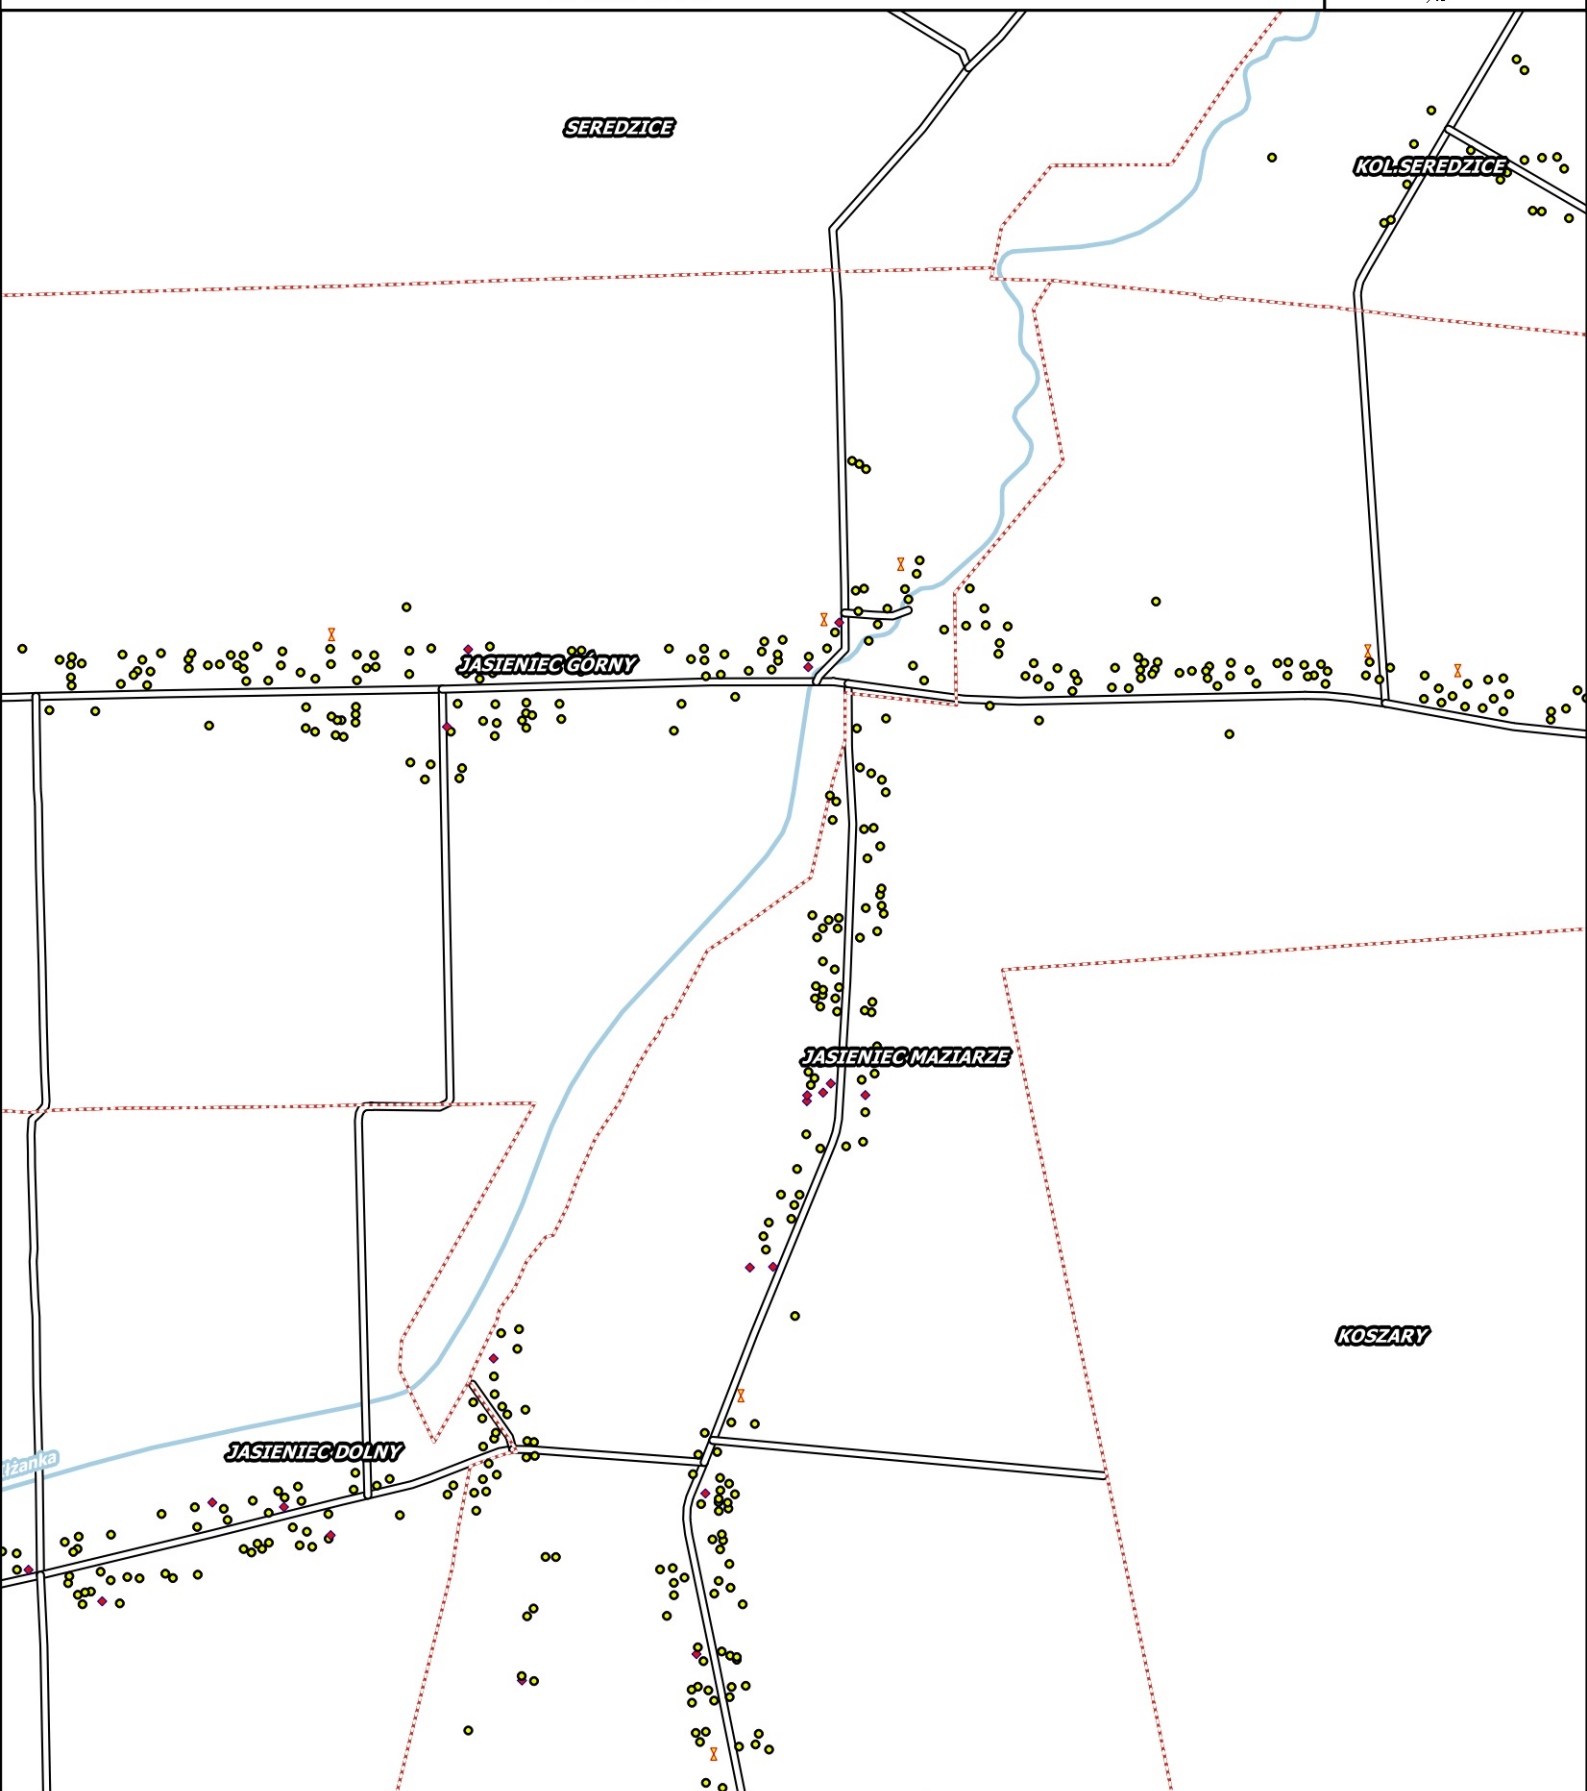 SEREDZICE
KOL.SEREDZICE
JASIENIEC GÓRNY
JASIENIEC MAZIARZE
KOSZARY
JASIENIEC DOLNY